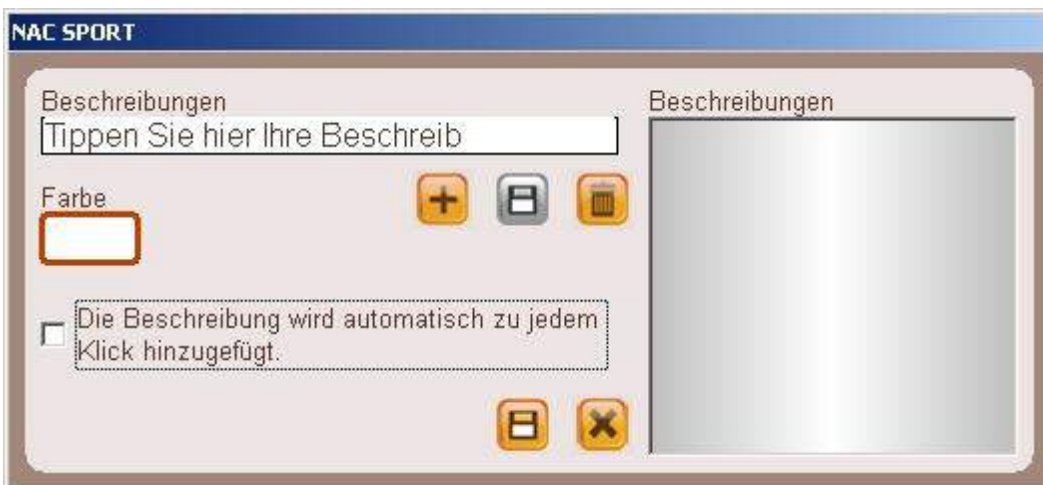 NAC SPORT
Beschreibungen
Tippen Sie hier Ihre Beschreib
Farbe
Die Beschreibung wird automatisch zu jedem
Klick hinzugefügt.
Beschreibungen